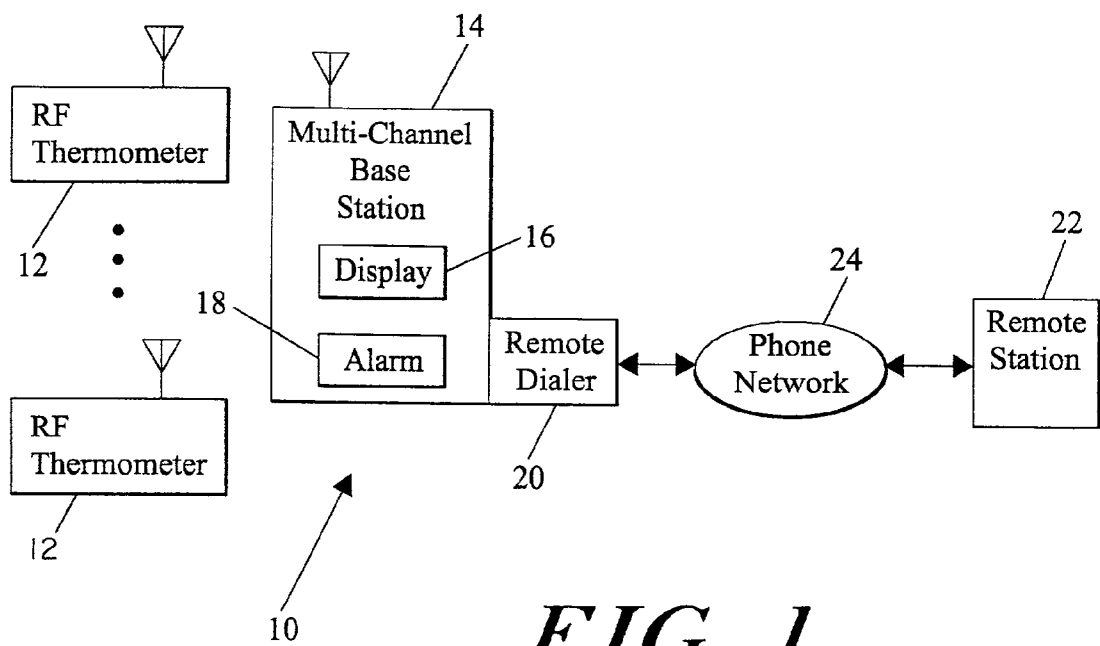 14
RF
Thermometer
12
Multi-Channel
Base
Station
Display
16
18
Alarm
Remote
Dialer
20
24
Phone
Network
22
Remote
Station
RF
Thermometer
12
10
FIG. 1